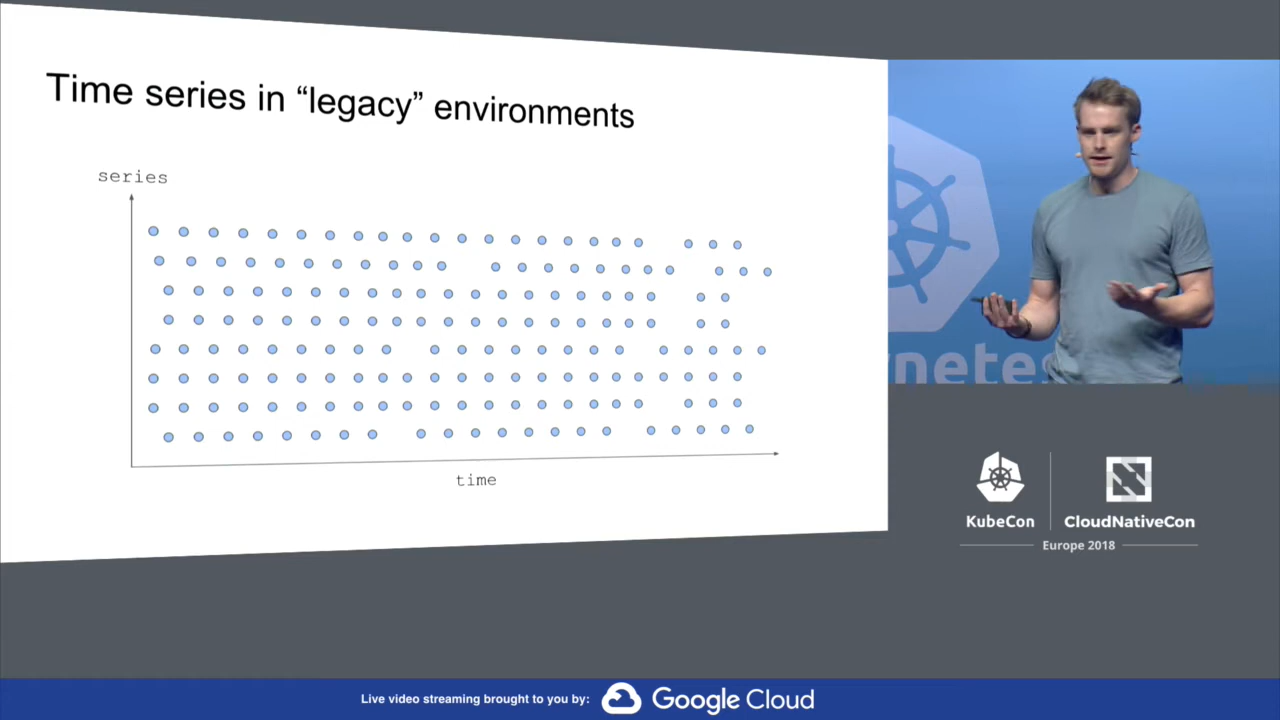 Time series in “legacy” environments
series
time
netes
KubeCon
CloudNativeCon
Europe 2018
Live video streaming brought to you by:
Google Cloud